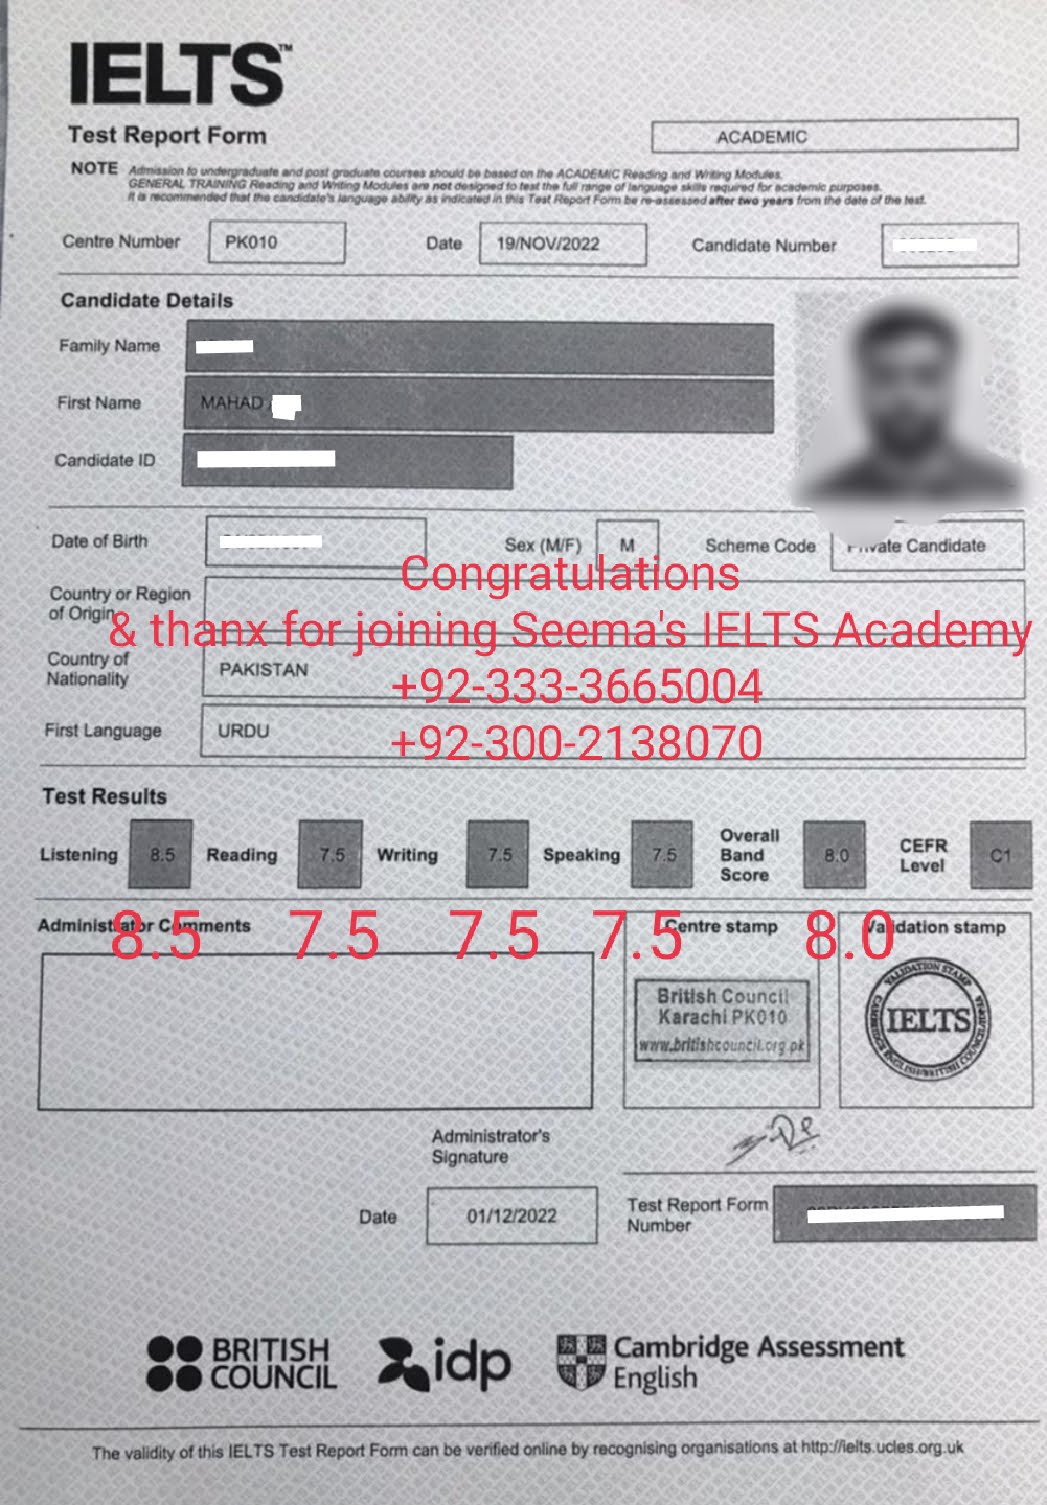 IELTS™
Test Report Form
ACADEMIC
NOTE Admission to undergraduate and post graduate courses should be based on the ACADEMIC Reading and Writing Modules.
GENERAL TRAINING Reading and Writing Modules are not designed to test the full range of language skills required for academic purposes.
It is recommended that the candidate's language ability as indicated in this Test Report Form be re-assessed after two years from the date of the test.
Centre Number PK010 Date 19/NOV/2022 Candidate Number
Candidate Details
Family Name
First Name MAHAD
Candidate ID
Date of Birth Sex (M/F) M Scheme Code Private Candidate
Congratulations
Country or Region
of Origin
& thanx for joining Seema's IELTS Academy
Country of
Nationality
PAKISTAN
+92-333-3665004
First Language URDU
+92-300-2138070
Test Results
Listening 8.5 Reading 7.5 Writing 7.5 Speaking 7.5 Overall Band Score 8.0 CEFR Level C1
8.5 7.5 7.5 7.5 8.0
Administrator Comments Centre stamp Validation stamp
British Council
Karachi PK010
www.britishcouncil.org.pk
VALIDATION STAMP
IELTS
Administrator's
Signature
Date 01/12/2022
Test Report Form
Number
BRITISH
COUNCIL
idp
Cambridge Assessment
English
The validity of this IELTS Test Report Form can be verified online by recognising organisations at http://ielts.ucles.org.uk